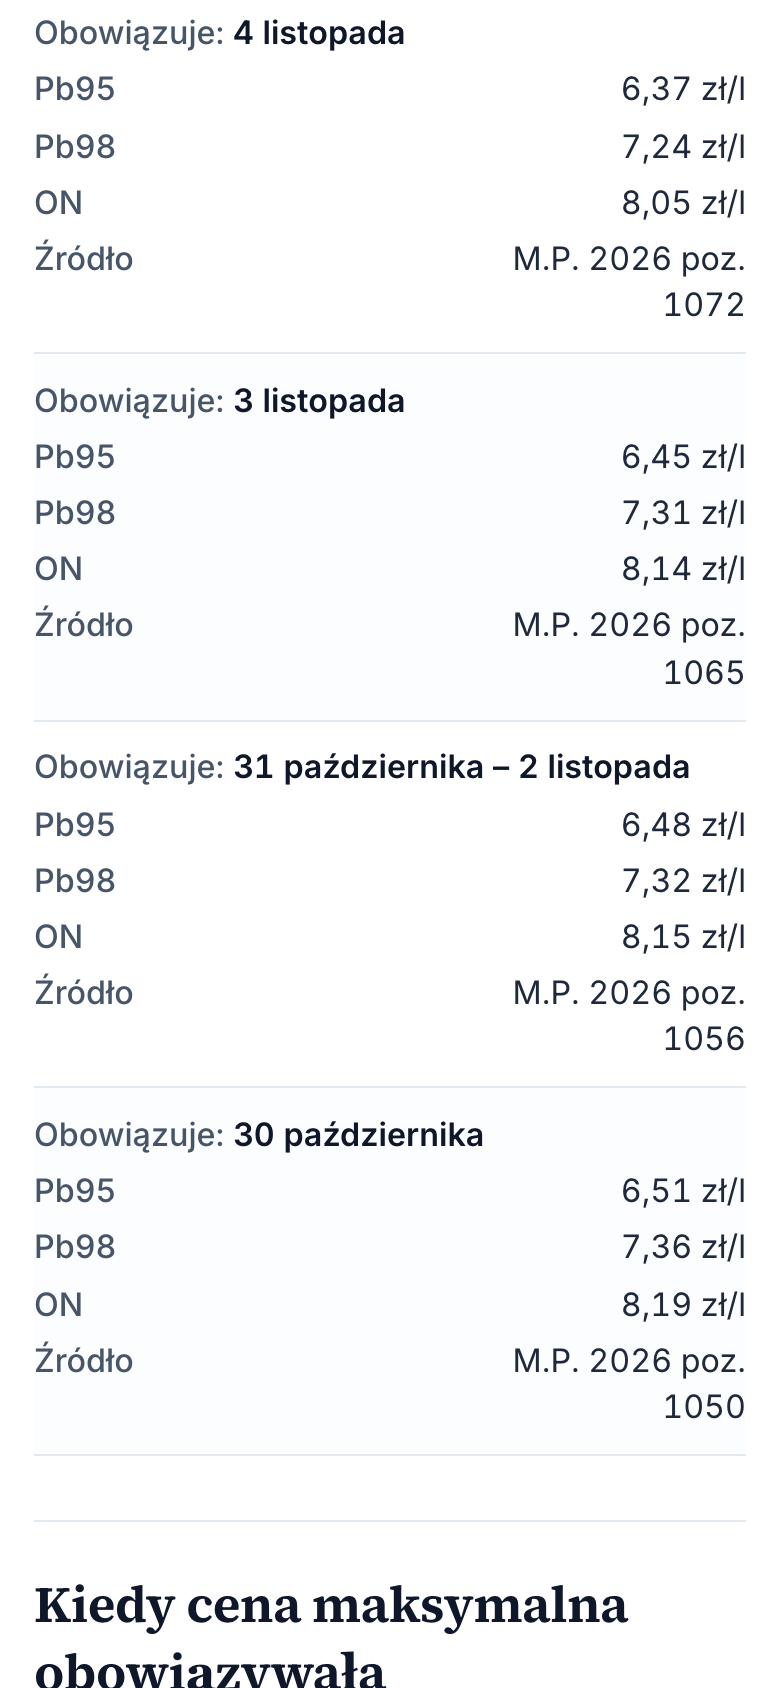 Obowiązuje: 4 listopada
Pb95 6,37 zł/l
Pb98 7,24 zł/l
ON 8,05 zł/l
Źródło M.P. 2026 poz.
1072
Obowiązuje: 3 listopada
Pb95 6,45 zł/l
Pb98 7,31 zł/l
ON 8,14 zł/l
Źródło M.P. 2026 poz.
1065
Obowiązuje: 31 października – 2 listopada
Pb95 6,48 zł/l
Pb98 7,32 zł/l
ON 8,15 zł/l
Źródło M.P. 2026 poz.
1056
Obowiązuje: 30 października
Pb95 6,51 zł/l
Pb98 7,36 zł/l
ON 8,19 zł/l
Źródło M.P. 2026 poz.
1050
Kiedy cena maksymalna
obowiązywała